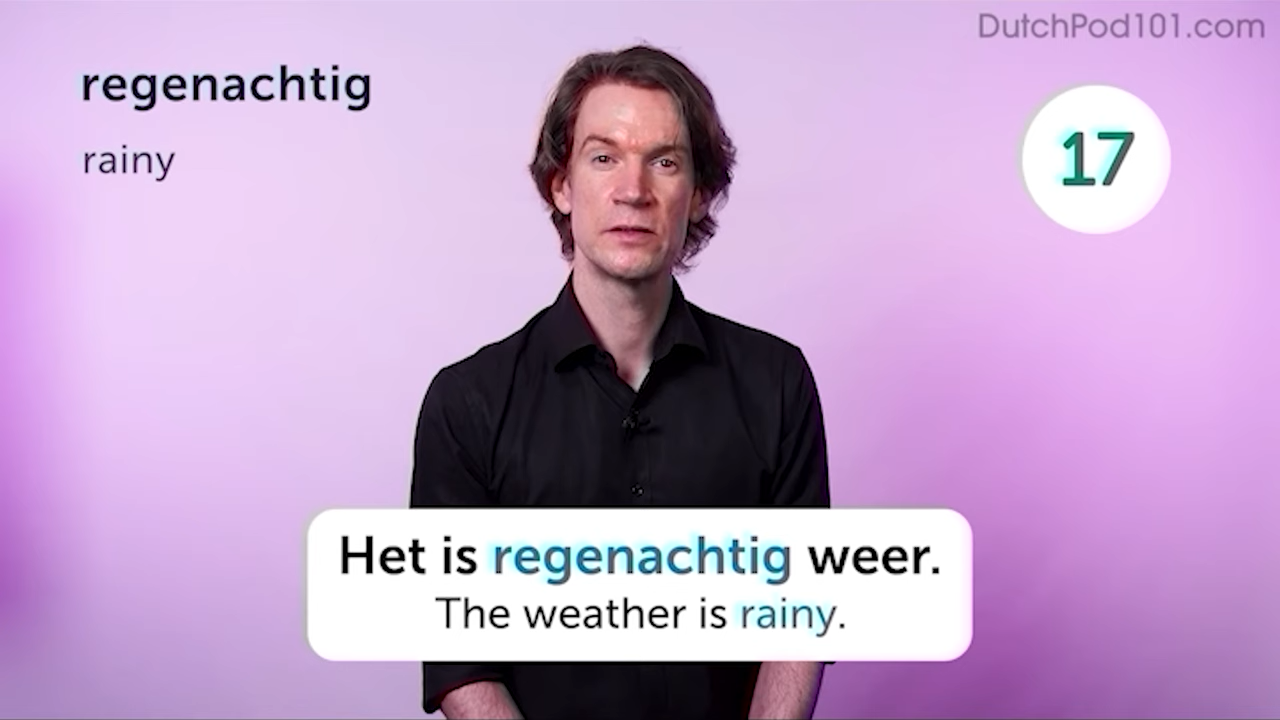 DutchPod101.com
regenachtig
rainy
17
Het is regenachtig weer.
The weather is rainy.